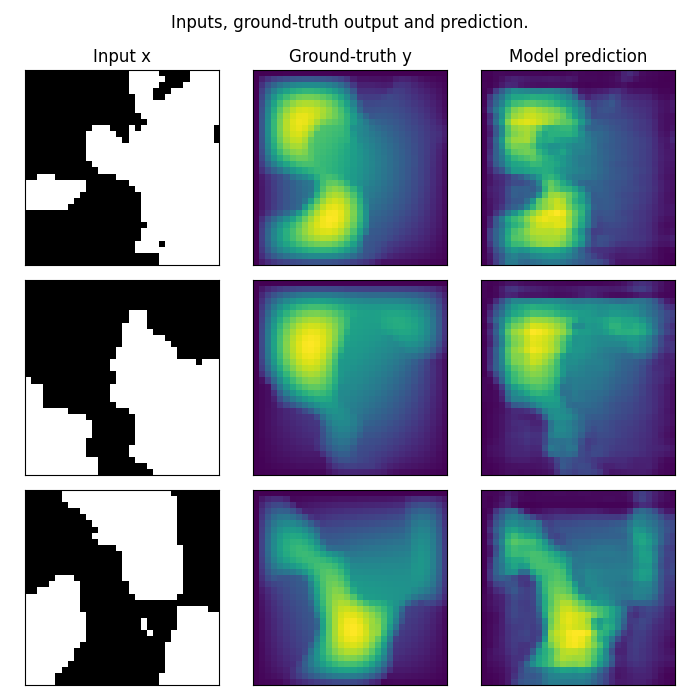 Inputs, ground-truth output and prediction.
Input x
Ground-truth y
Model prediction